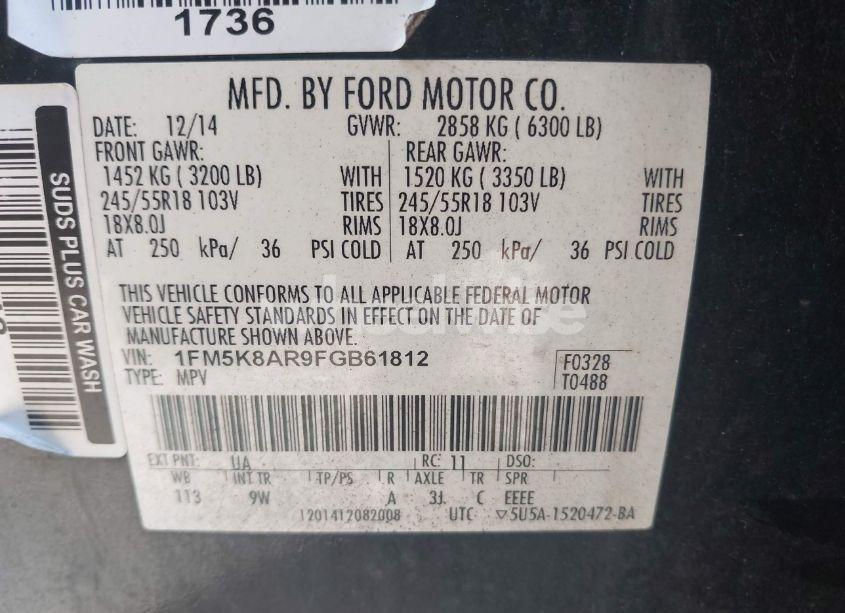 1736
SUDS PLUS CAR WASH
MFD. BY FORD MOTOR CO.
DATE: 12/14 GVWR: 2858 KG ( 6300 LB)
FRONT GAWR: REAR GAWR:
1452 KG ( 3200 LB) WITH 1520 KG ( 3350 LB) WITH
245/55R18 103V TIRES 245/55R18 103V TIRES
18X8.0J RIMS 18X8.0J RIMS
AT 250 kPa/ 36 PSI COLD AT 250 kPa/ 36 PSI COLD
THIS VEHICLE CONFORMS TO ALL APPLICABLE FEDERAL MOTOR
VEHICLE SAFETY STANDARDS IN EFFECT ON THE DATE OF
MANUFACTURE SHOWN ABOVE.
VIN: 1FM5K8AR9FGB61812 F0328
TYPE: MPV T0488
EXT PNT: UA RC: 11 DSO:
WB INT TR TP/PS R AXLE TR SPR
113 9W A 3J C EEEE
1201412082008 UTC ▽5U5A-1520472-BA